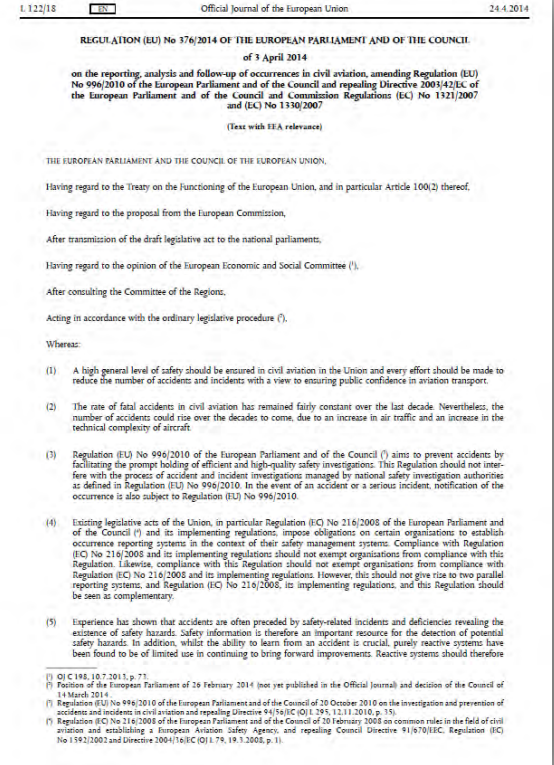 L 122/18 EN Official Journal of the European Union 24.4.2014
REGULATION (EU) No 376/2014 OF THE EUROPEAN PARLIAMENT AND OF THE COUNCIL
of 3 April 2014
on the reporting, analysis and follow-up of occurrences in civil aviation, amending Regulation (EU)
No 996/2010 of the European Parliament and of the Council and repealing Directive 2003/42/EC of
the European Parliament and of the Council and Commission Regulations (EC) No 1321/2007
and (EC) No 1330/2007
(Text with EEA relevance)
THE EUROPEAN PARLIAMENT AND THE COUNCIL OF THE EUROPEAN UNION,
Having regard to the Treaty on the Functioning of the European Union, and in particular Article 100(2) thereof,
Having regard to the proposal from the European Commission,
After transmission of the draft legislative act to the national parliaments,
Having regard to the opinion of the European Economic and Social Committee (¹),
After consulting the Committee of the Regions,
Acting in accordance with the ordinary legislative procedure (²),
Whereas:
(1) A high general level of safety should be ensured in civil aviation in the Union and every effort should be made to
reduce the number of accidents and incidents with a view to ensuring public confidence in aviation transport.
(2) The rate of fatal accidents in civil aviation has remained fairly constant over the last decade. Nevertheless, the
number of accidents could rise over the decades to come, due to an increase in air traffic and an increase in the
technical complexity of aircraft.
(3) Regulation (EU) No 996/2010 of the European Parliament and of the Council (³) aims to prevent accidents by
facilitating the prompt holding of efficient and high-quality safety investigations. This Regulation should not inter-
fere with the process of accident and incident investigations managed by national safety investigation authorities
as defined in Regulation (EU) No 996/2010. In the event of an accident or a serious incident, notification of the
occurrence is also subject to Regulation (EU) No 996/2010.
(4) Existing legislative acts of the Union, in particular Regulation (EC) No 216/2008 of the European Parliament and
of the Council (⁴) and its implementing regulations, impose obligations on certain organisations to establish
occurrence reporting systems in the context of their safety management systems. Compliance with Regulation
(EC) No 216/2008 and its implementing regulations should not exempt organisations from compliance with this
Regulation. Likewise, compliance with this Regulation should not exempt organisations from compliance with
Regulation (EC) No 216/2008 and its implementing regulations. However, this should not give rise to two parallel
reporting systems, and Regulation (EC) No 216/2008, its implementing regulations, and this Regulation should
be seen as complementary.
(5) Experience has shown that accidents are often preceded by safety-related incidents and deficiencies revealing the
existence of safety hazards. Safety information is therefore an important resource for the detection of potential
safety hazards. In addition, whilst the ability to learn from an accident is crucial, purely reactive systems have
been found to be of limited use in continuing to bring forward improvements. Reactive systems should therefore
(¹) OJ C 198, 10.7.2013, p. 73.
(²) Position of the European Parliament of 26 February 2014 (not yet published in the Official Journal) and decision of the Council of
14 March 2014.
(³) Regulation (EU) No 996/2010 of the European Parliament and of the Council of 20 October 2010 on the investigation and prevention of
accidents and incidents in civil aviation and repealing Directive 94/56/EC (OJ L 295, 12.11.2010, p. 35).
(⁴) Regulation (EC) No 216/2008 of the European Parliament and of the Council of 20 February 2008 on common rules in the field of civil
aviation and establishing a European Aviation Safety Agency, and repealing Council Directive 91/670/EEC, Regulation (EC)
No 1592/2002 and Directive 2004/36/EC (OJ L 79, 19.3.2008, p. 1).